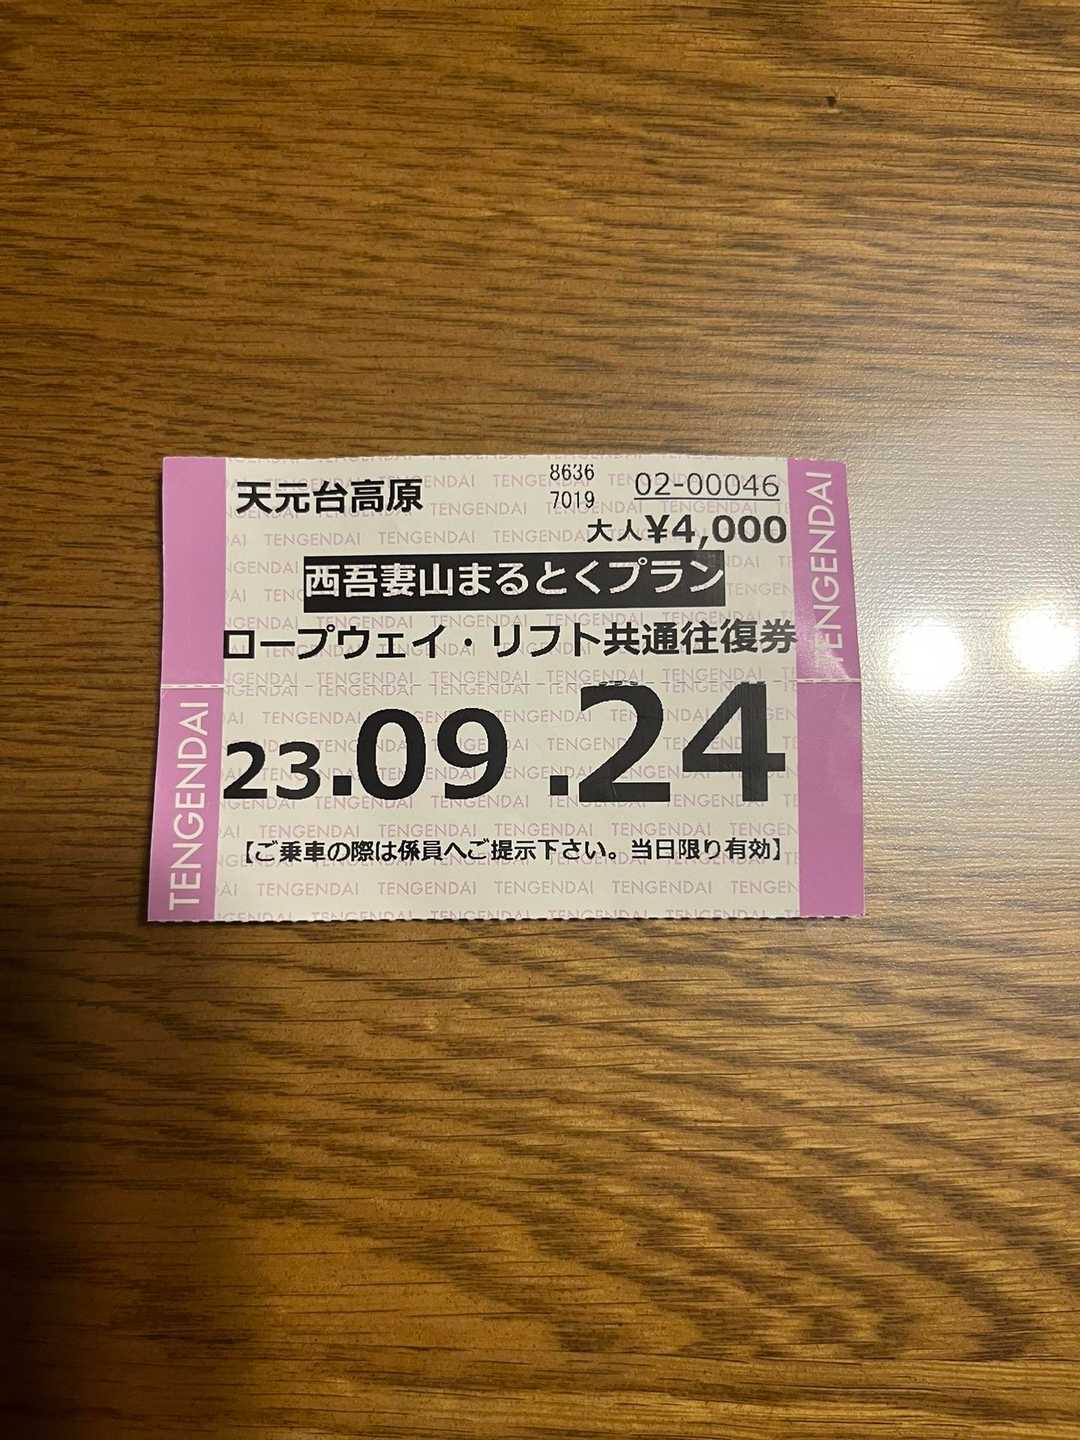 天元台高原
8636
7019
02-00046
大人¥4,000
西吾妻山まるとくプラン
ロープウェイ・リフト共通往復券
23.09.24
【ご乗車の際は係員へご提示下さい。当日限り有効】
TENGENDAI
TENGENDAI